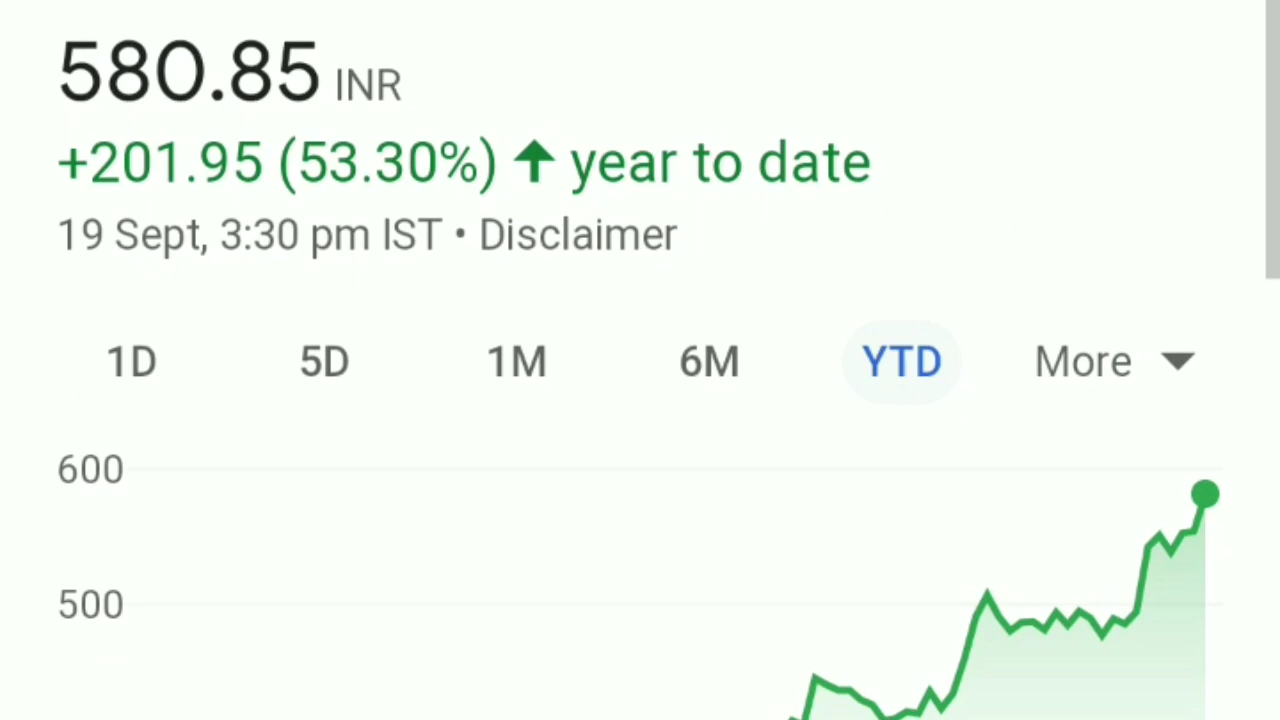 580.85 INR
+201.95 (53.30%) ↑ year to date
19 Sept, 3:30 pm IST • Disclaimer
1D 5D 1M 6M YTD More
600
500